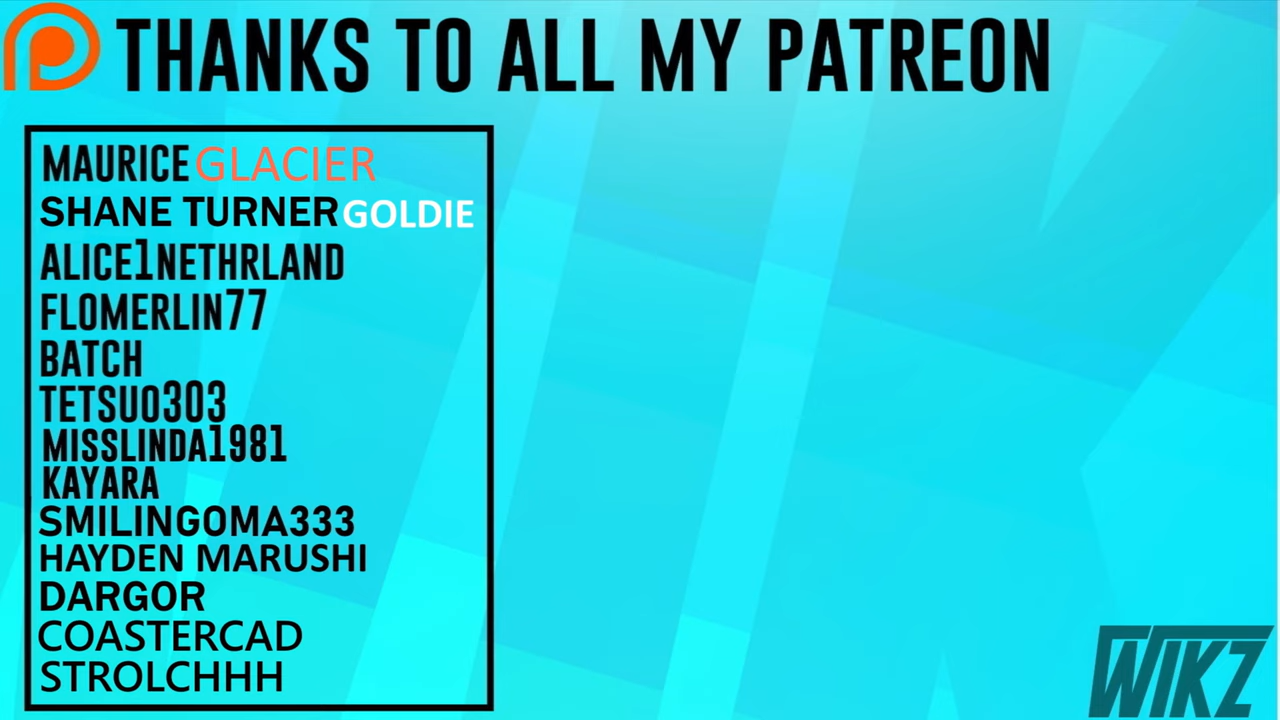 THANKS TO ALL MY PATREON
MAURICE GLACIER
SHANE TURNER GOLDIE
ALICE1NETHRLAND
FLOMERLIN77
BATCH
TETSUO303
MISSLINDA1981
KAYARA
SMILINGOMA333
HAYDEN MARUSHI
DARGOR
COASTERCAD
STROLCHHH
WIKZ